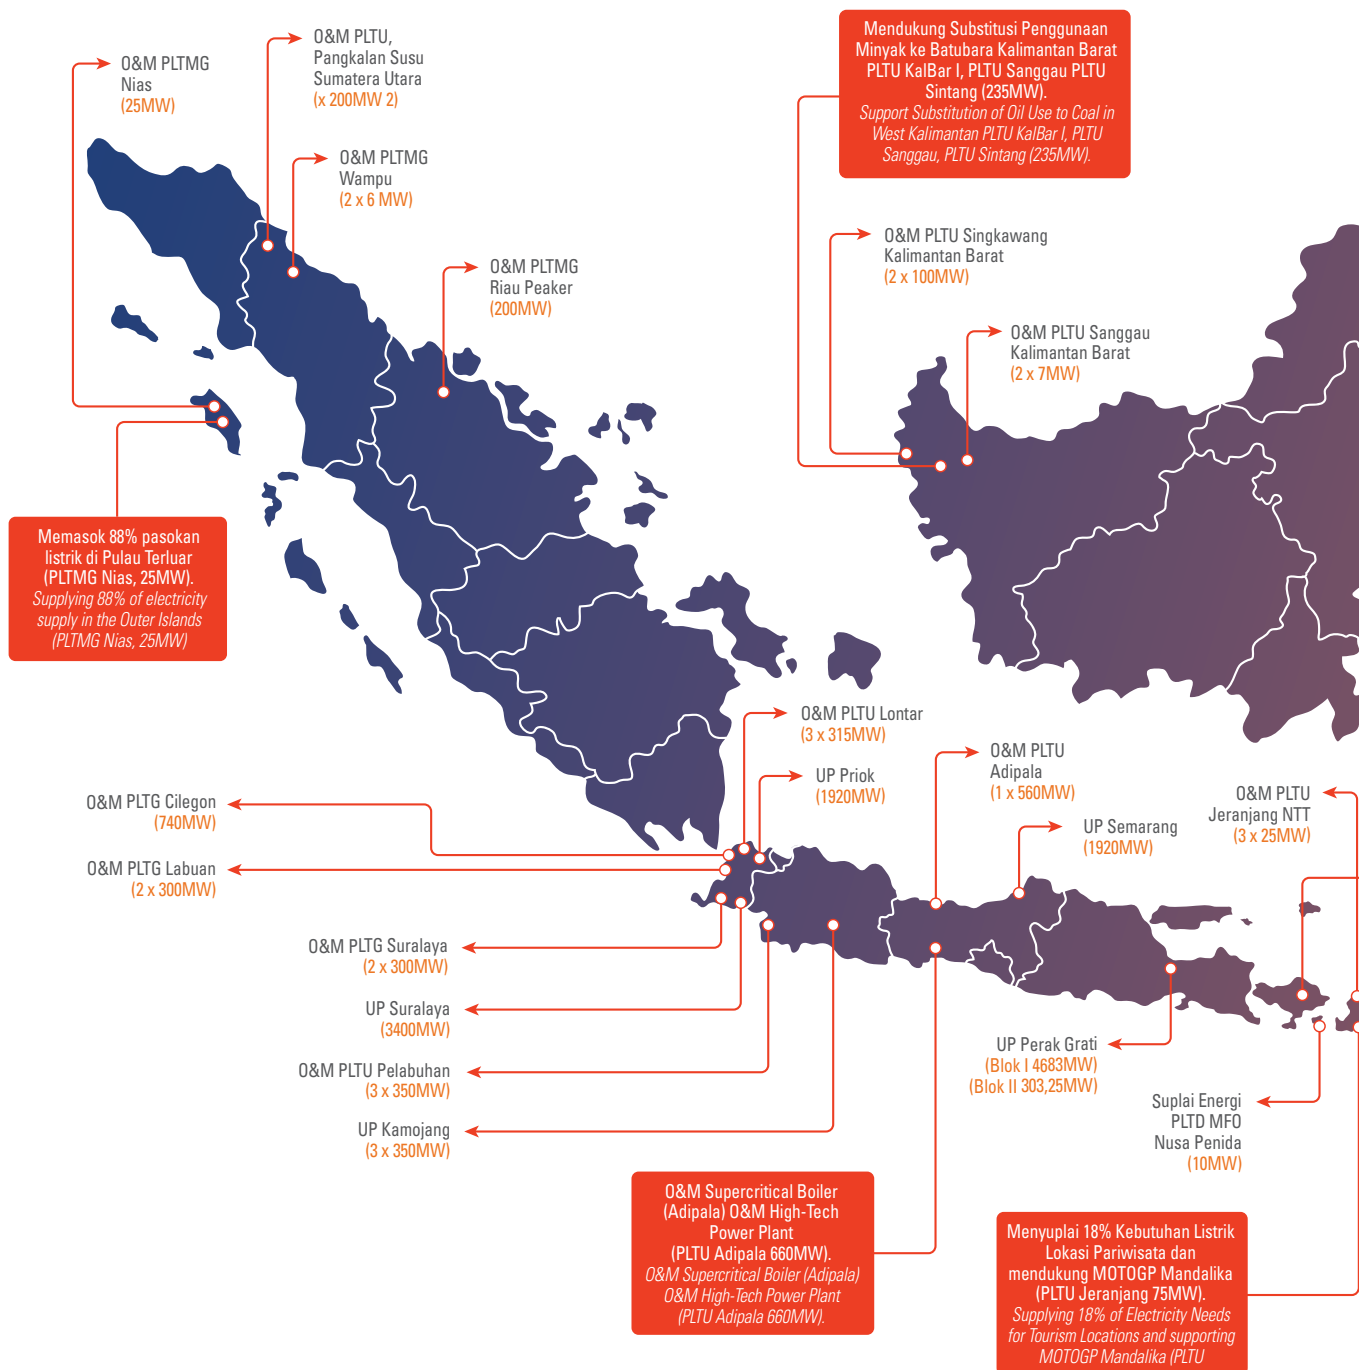 O&M PLTMG
Nias
(25MW)
O&M PLTU,
Pangkalan Susu
Sumatera Utara
(x 200MW 2)
O&M PLTMG
Wampu
(2 x 6 MW)
O&M PLTMG
Riau Peaker
(200MW)
Mendukung Substitusi Penggunaan
Minyak ke Batubara Kalimantan Barat
PLTU KalBar I, PLTU Sanggau PLTU
Sintang (235MW).
Support Substitution of Oil Use to Coal in
West Kalimantan PLTU KalBar I, PLTU
Sanggau, PLTU Sintang (235MW).
O&M PLTU Singkawang
Kalimantan Barat
(2 x 100MW)
O&M PLTU Sanggau
Kalimantan Barat
(2 x 7MW)
Memasok 88% pasokan
listrik di Pulau Terluar
(PLTMG Nias, 25MW).
Supplying 88% of electricity
supply in the Outer Islands
(PLTMG Nias, 25MW)
O&M PLTU Lontar
(3 x 315MW)
UP Priok
(1920MW)
O&M PLTU
Adipala
(1 x 560MW)
UP Semarang
(1920MW)
O&M PLTU
Jeranjang NTT
(3 x 25MW)
O&M PLTG Cilegon
(740MW)
O&M PLTG Labuan
(2 x 300MW)
O&M PLTG Suralaya
(2 x 300MW)
UP Suralaya
(3400MW)
O&M PLTU Pelabuhan
(3 x 350MW)
UP Kamojang
(3 x 350MW)
UP Perak Grati
(Blok I 4683MW)
(Blok II 303,25MW)
Suplai Energi
PLTD MFO
Nusa Penida
(10MW)
O&M Supercritical Boiler
(Adipala) O&M High-Tech
Power Plant
(PLTU Adipala 660MW).
O&M Supercritical Boiler (Adipala)
O&M High-Tech Power Plant
(PLTU Adipala 660MW).
Menyuplai 18% Kebutuhan Listrik
Lokasi Pariwisata dan
mendukung MOTOGP Mandalika
(PLTU Jeranjang 75MW).
Supplying 18% of Electricity Needs
for Tourism Locations and supporting
MOTOGP Mandalika (PLTU